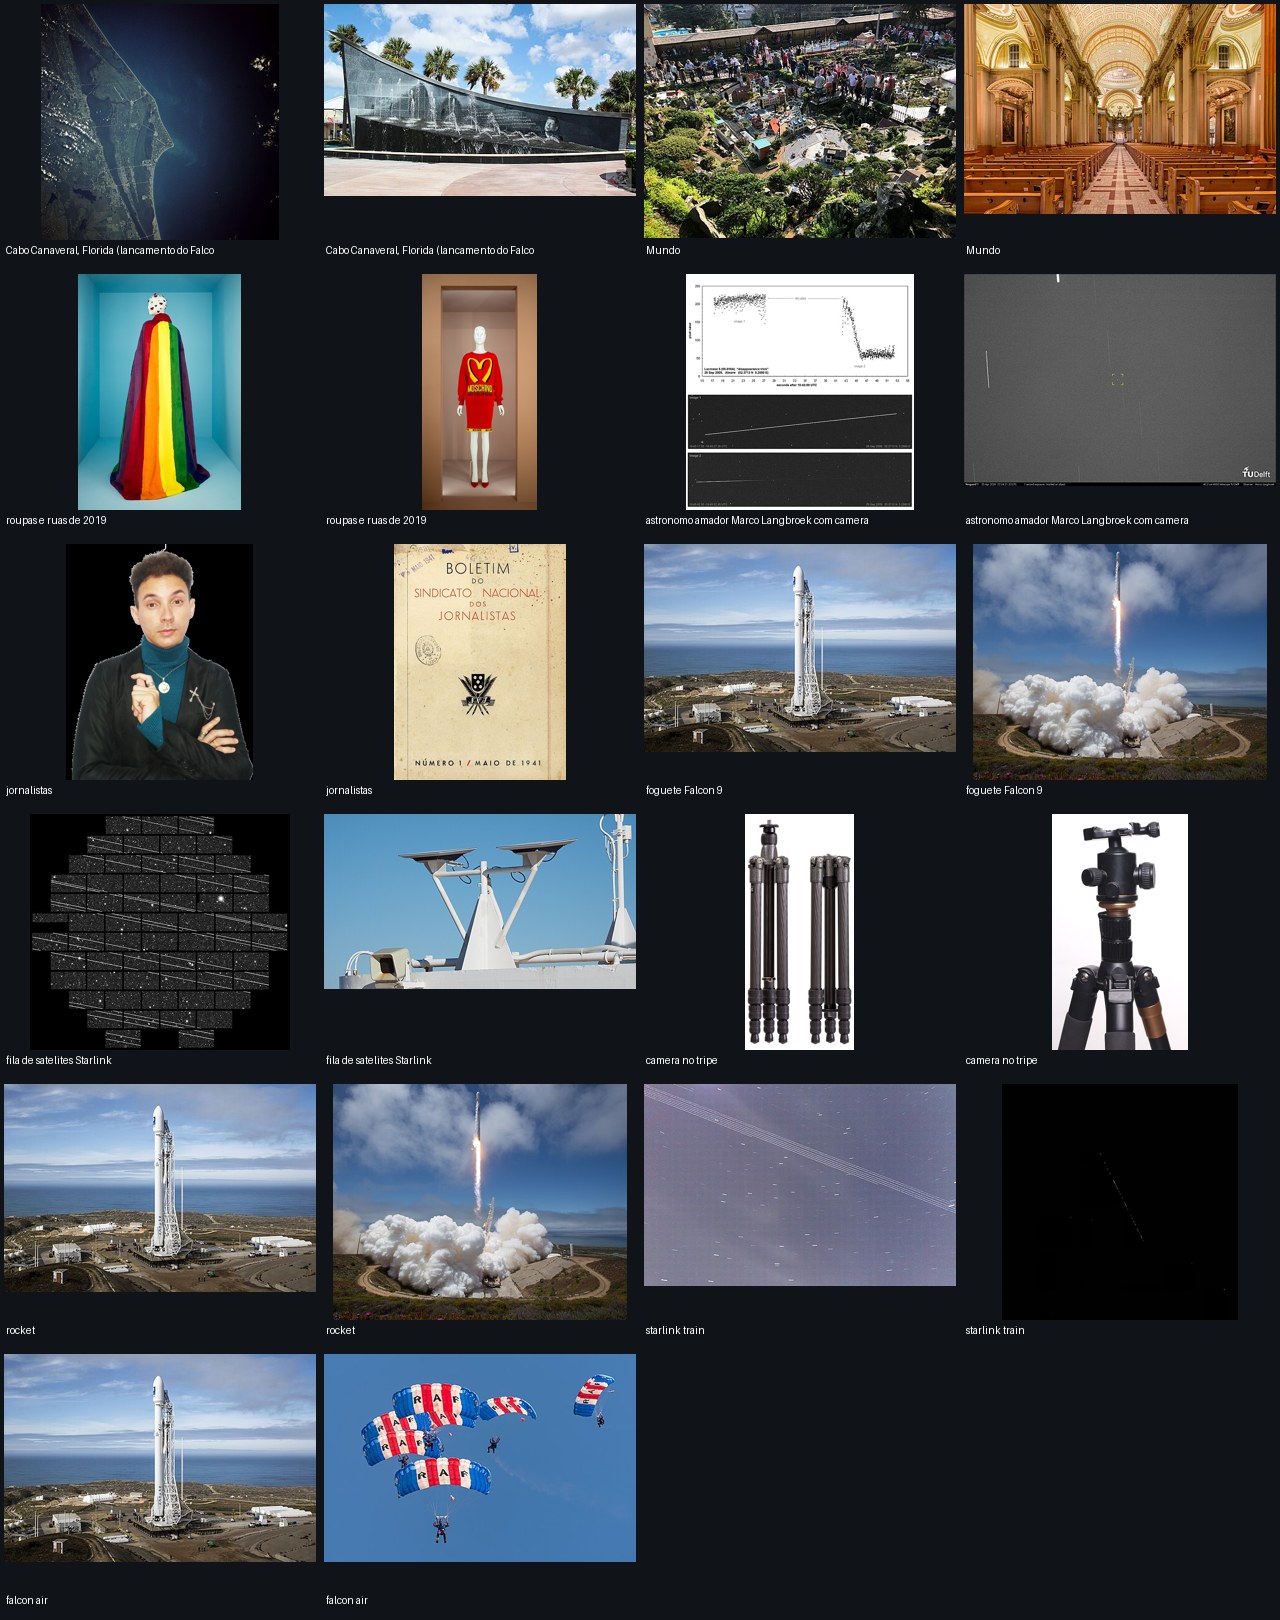 Cabo Canaveral, Florida (lancamento do Falco
Cabo Canaveral, Florida (lancamento do Falco
Mundo
Mundo
MOSCHINO
TUDelft
roupas e ruas de 2019
roupas e ruas de 2019
astronomo amador Marco Langbroek com camera
astronomo amador Marco Langbroek com camera
BOLETIM
DO
SINDICATO NACIONAL
DOS
JORNALISTAS
NÚMERO 1 / MAIO DE 1941
jornalistas
jornalistas
foguete Falcon 9
foguete Falcon 9
fila de satelites Starlink
fila de satelites Starlink
camera no tripe
camera no tripe
rocket
rocket
starlink train
starlink train
RAF
RAF
RAF
RAF
falcon air
falcon air